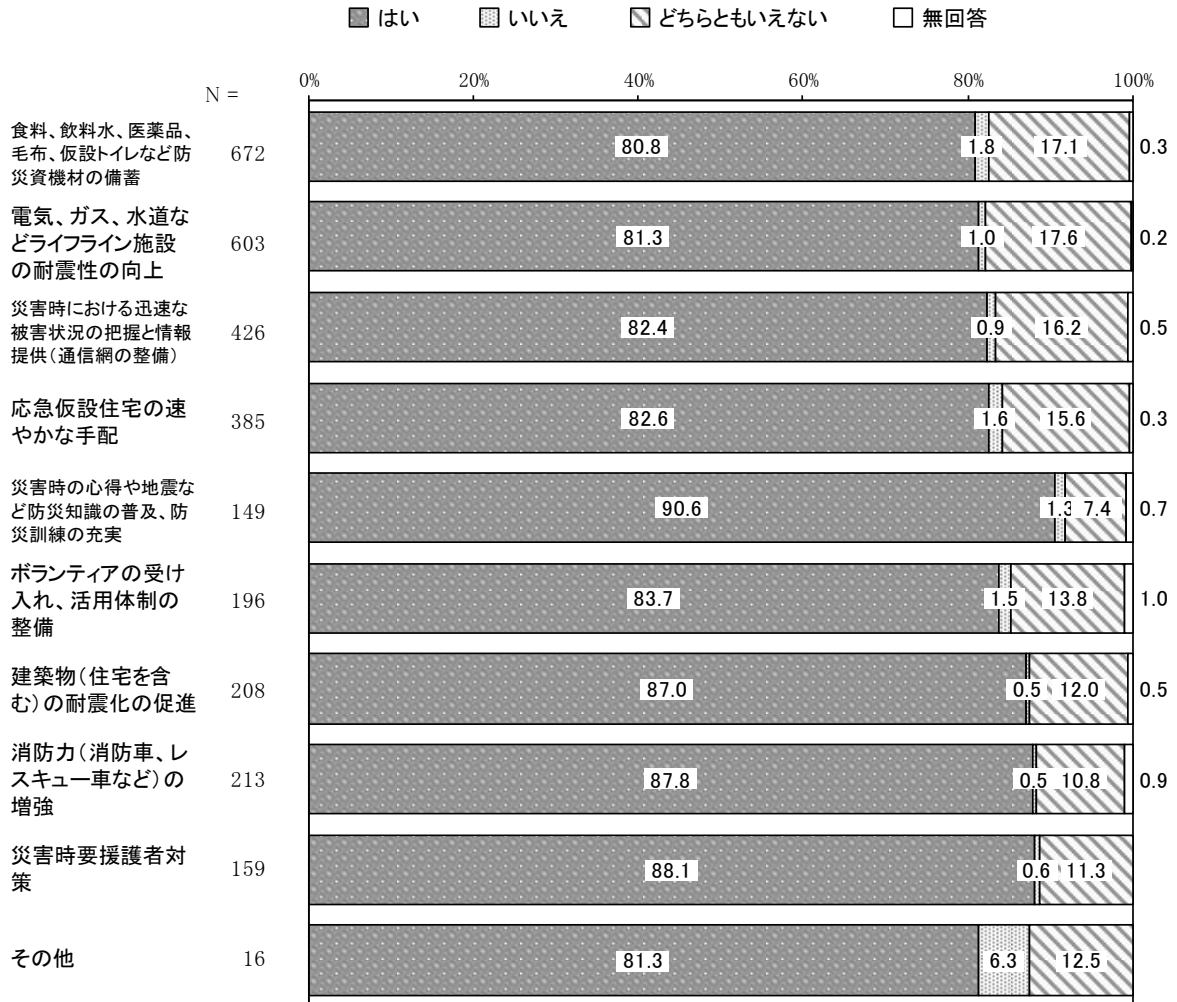 はい いいえ どちらともいえない 無回答
0% 20% 40% 60% 80% 100%
N =
食料、飲料水、医薬品、
毛布、仮設トイレなど防
災資機材の備蓄
672 80.8 1.8 17.1 0.3
電気、ガス、水道な
どライフライン施設
の耐震性の向上
603 81.3 1.0 17.6 0.2
災害時における迅速な
被害状況の把握と情報
提供（通信網の整備）
426 82.4 0.9 16.2 0.5
応急仮設住宅の速
やかな手配
385 82.6 1.6 15.6 0.3
災害時の心得や地震な
ど防災知識の普及、防
災訓練の充実
149 90.6 1.3 7.4 0.7
ボランティアの受け
入れ、活用体制の
整備
196 83.7 1.5 13.8 1.0
建築物（住宅を含
む）の耐震化の促進
208 87.0 0.5 12.0 0.5
消防力（消防車、レ
スキュー車など）の
増強
213 87.8 0.5 10.8 0.9
災害時要援護者対
策
159 88.1 0.6 11.3
その他
16 81.3 6.3 12.5